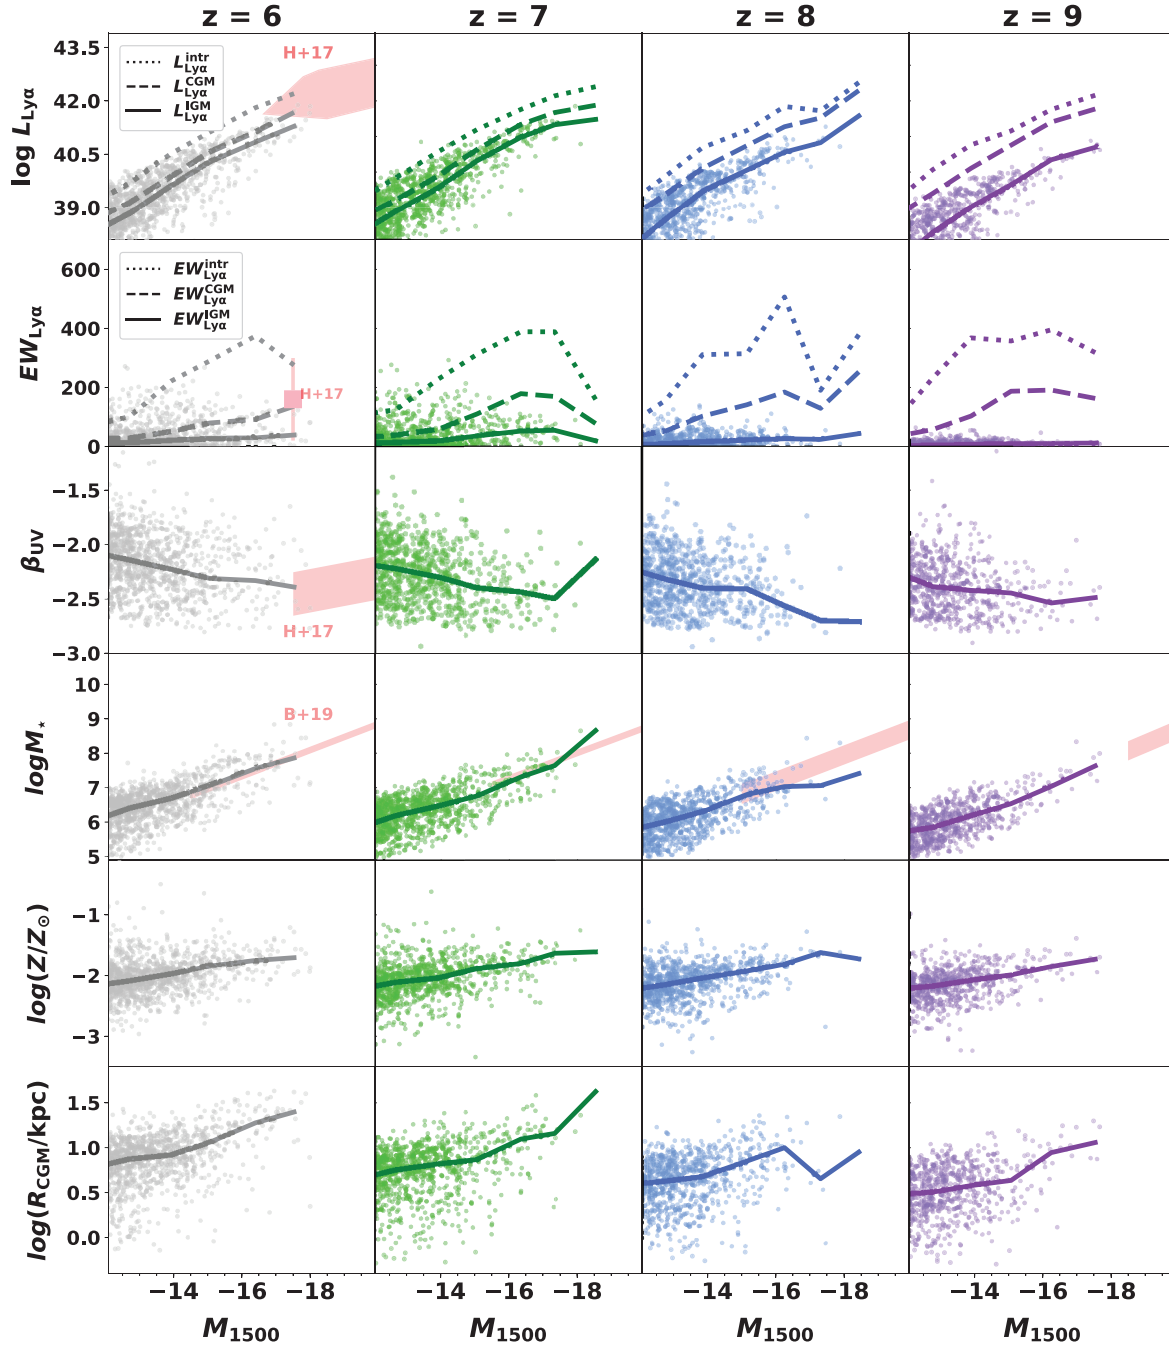 z = 6 z = 7 z = 8 z = 9
log L_Lyα
43.5
42.0
40.5
39.0
L_Lyα^intr
L_Lyα^CGM
L_Lyα^IGM
H+17
EW_Lyα
600
400
200
0
EW_Lyα^intr
EW_Lyα^CGM
EW_Lyα^IGM
H+17
β_UV
−1.5
−2.0
−2.5
−3.0
H+17
logM⋆
10
9
8
7
6
5
B+19
log(Z/Z⊙)
−1
−2
−3
log(R_CGM/kpc)
1.5
1.0
0.5
0.0
−14 −16 −18 −14 −16 −18 −14 −16 −18 −14 −16 −18
M_1500 M_1500 M_1500 M_1500